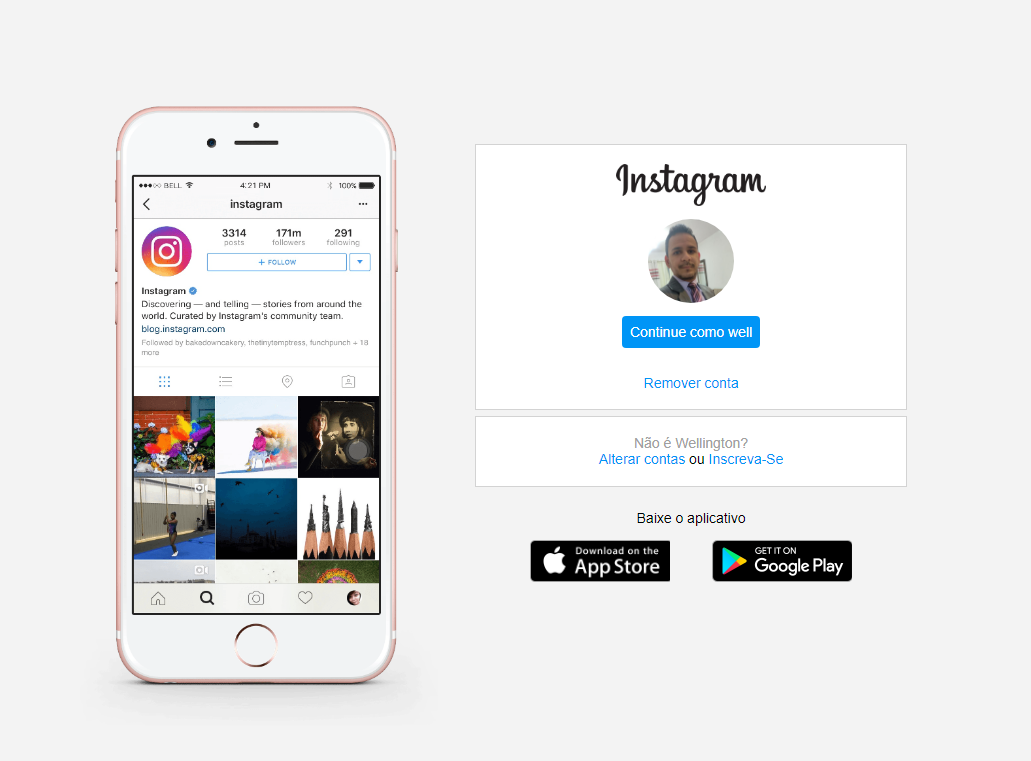 BELL 4:21 PM 100%
instagram
3314 171m 291
posts followers following
+ FOLLOW
Instagram
Discovering — and telling — stories from around the
world. Curated by Instagram's community team.
blog.instagram.com
Followed by bakedowncakery, thetinytemptress, funchpunch + 18
more
Instagram
Continue como well
Remover conta
Não é Wellington?
Alterar contas ou Inscreva-Se
Baixe o aplicativo
Download on the
App Store
GET IT ON
Google Play